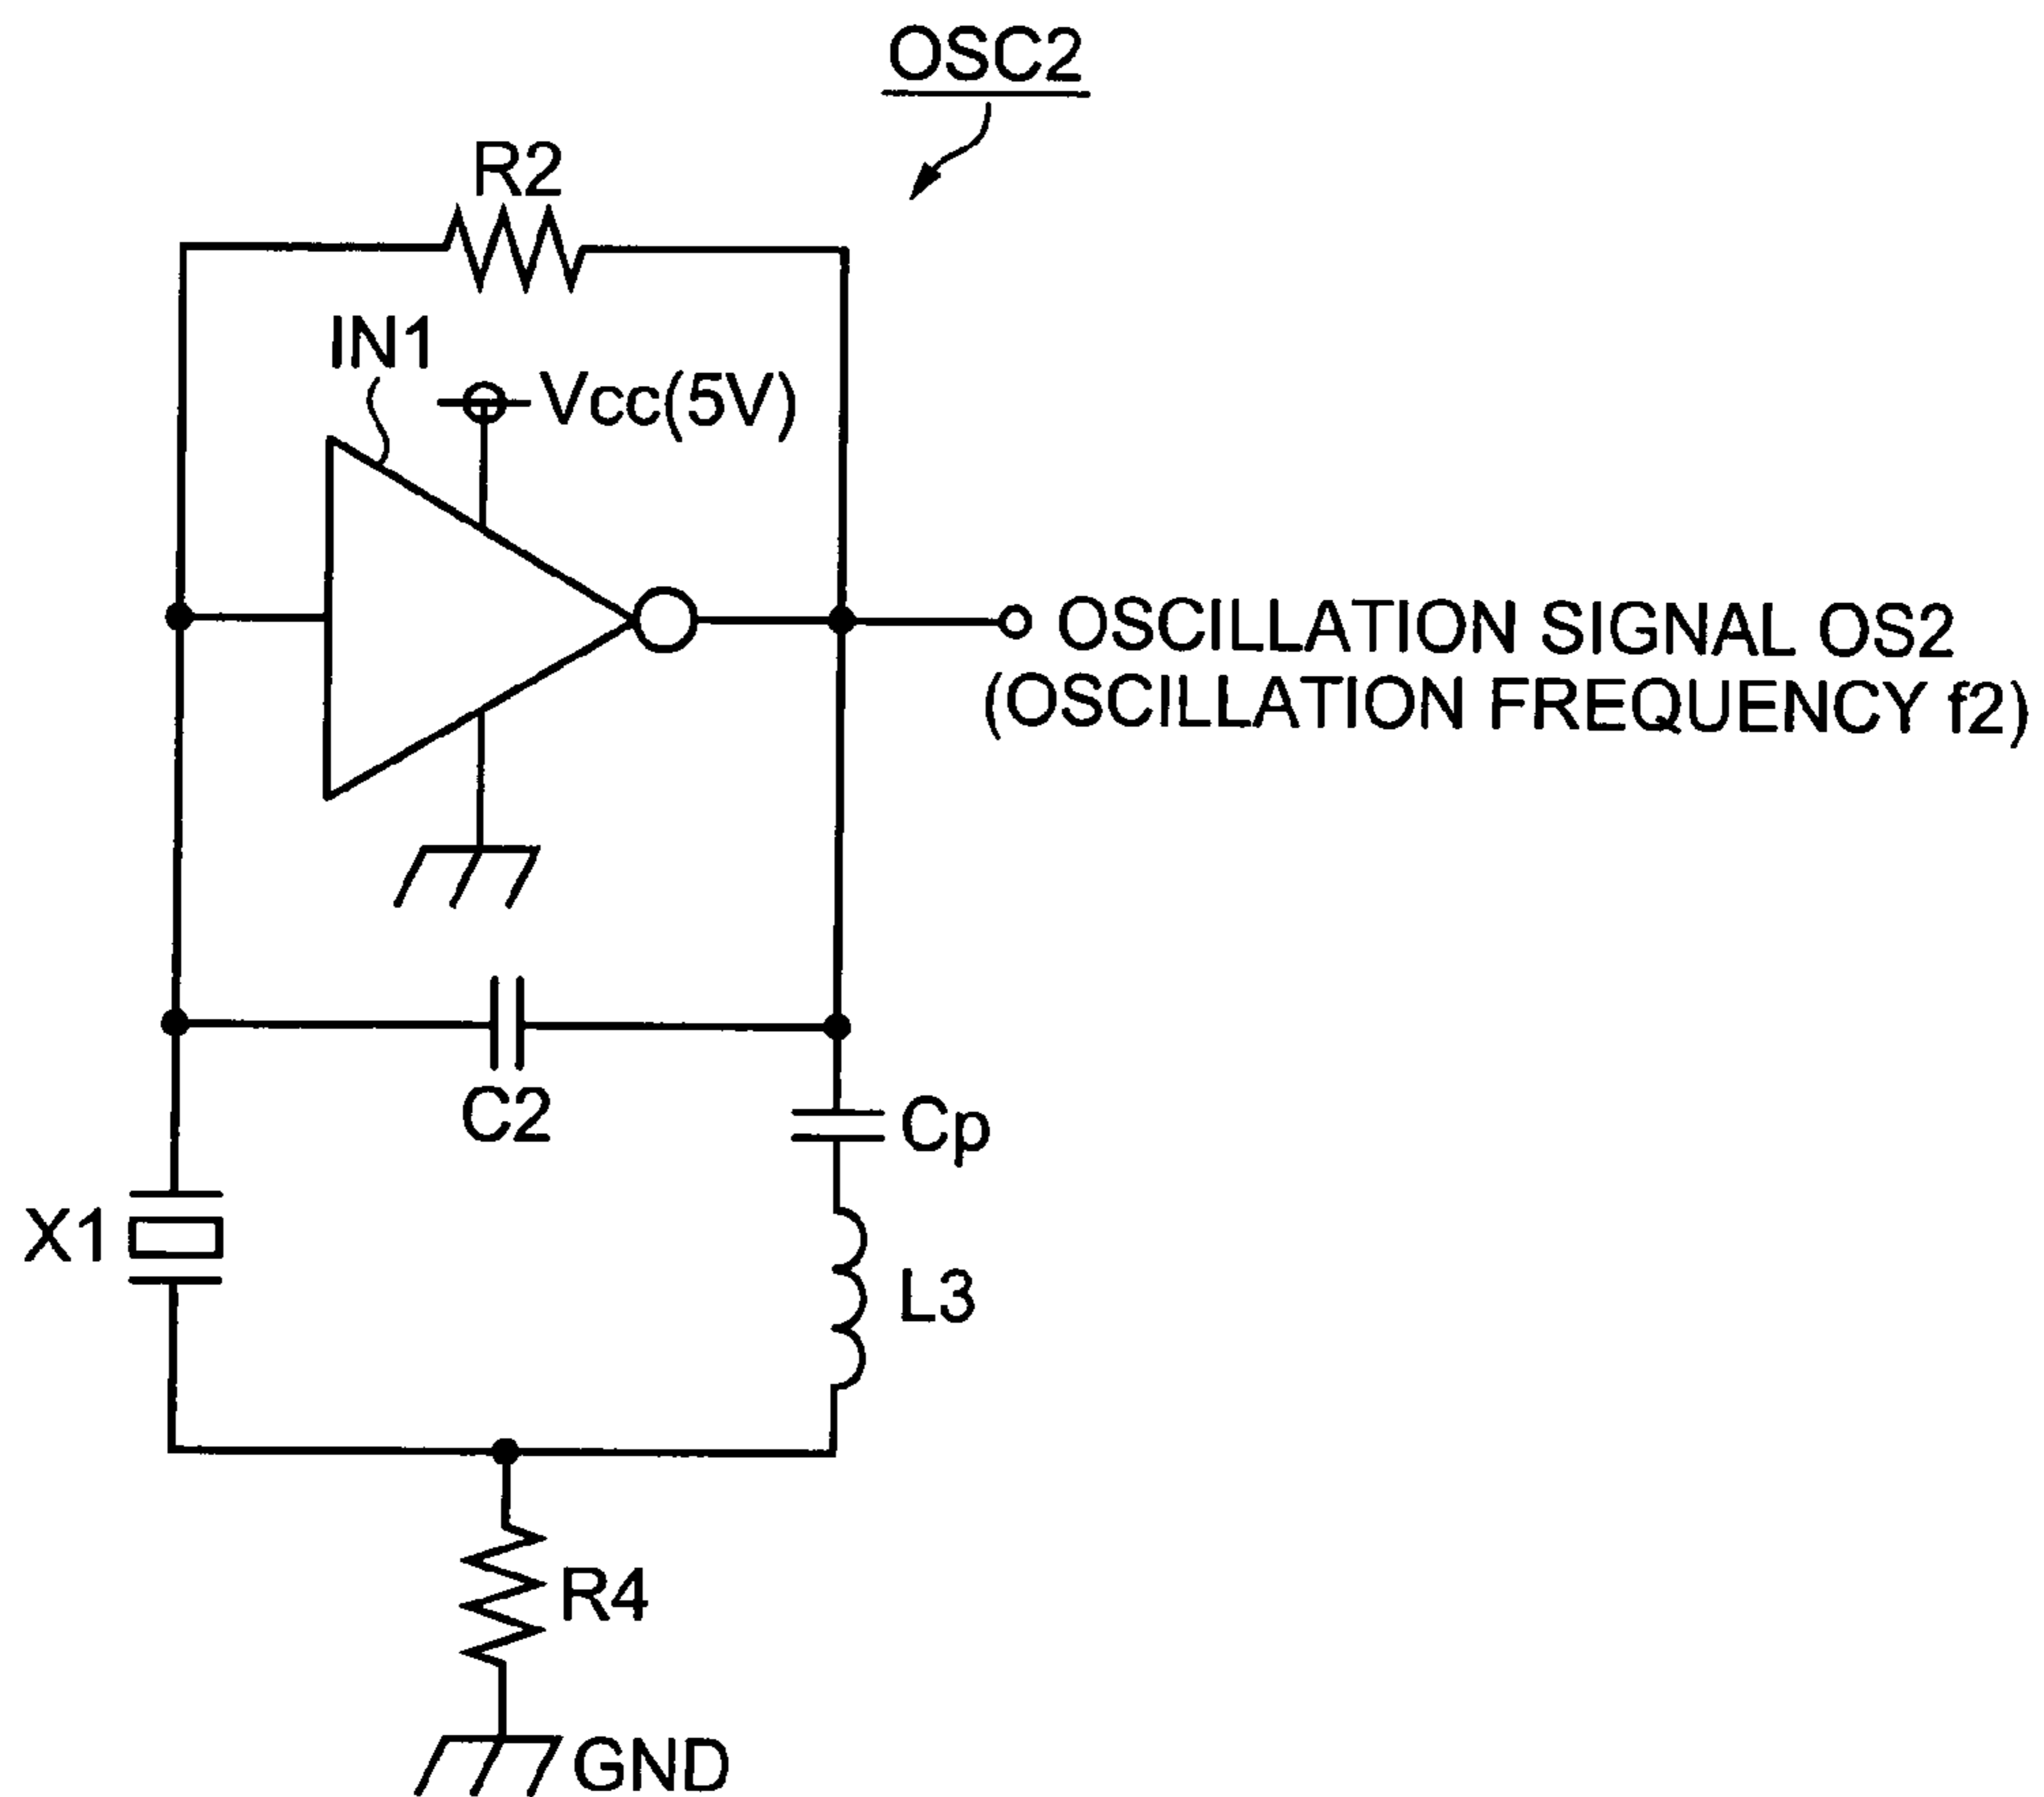 OSC2
R2
IN1
Vcc(5V)
OSCILLATION SIGNAL OS2
(OSCILLATION FREQUENCY f2)
C2
Cp
X1
L3
R4
GND